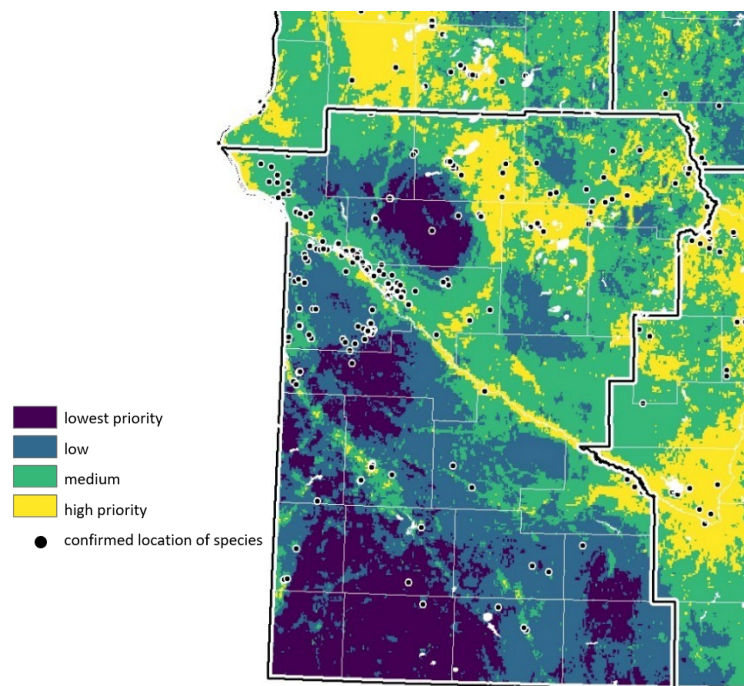 lowest priority
low
medium
high priority
confirmed location of species